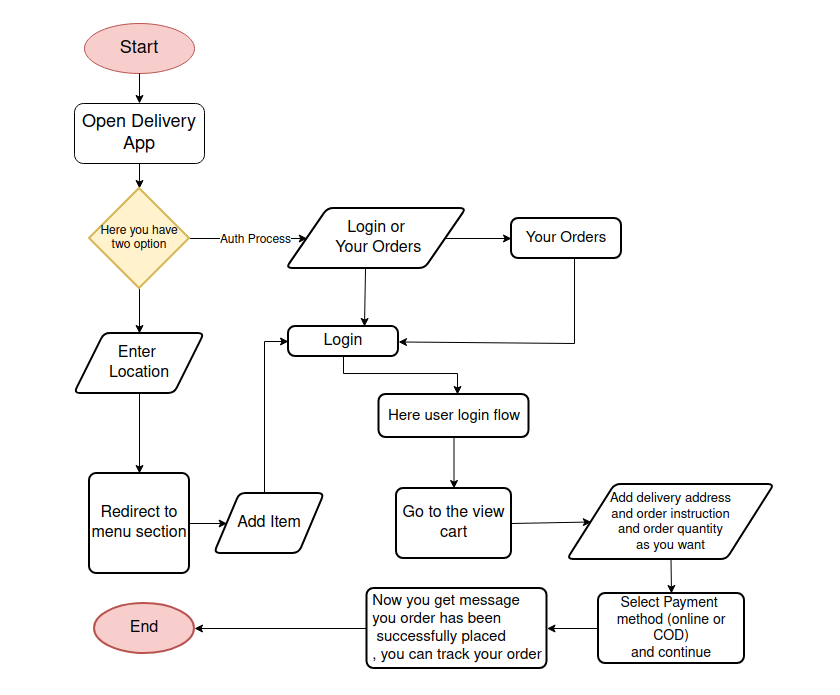 Start
Open Delivery
App
Here you have
two option
Auth Process
Login or
Your Orders
Your Orders
Enter
Location
Login
Here user login flow
Redirect to
menu section
Add Item
Go to the view
cart
Add delivery address
and order instruction
and order quantity
as you want
Select Payment
method (online or
COD)
and continue
Now you get message
you order has been
successfully placed
, you can track your order
End